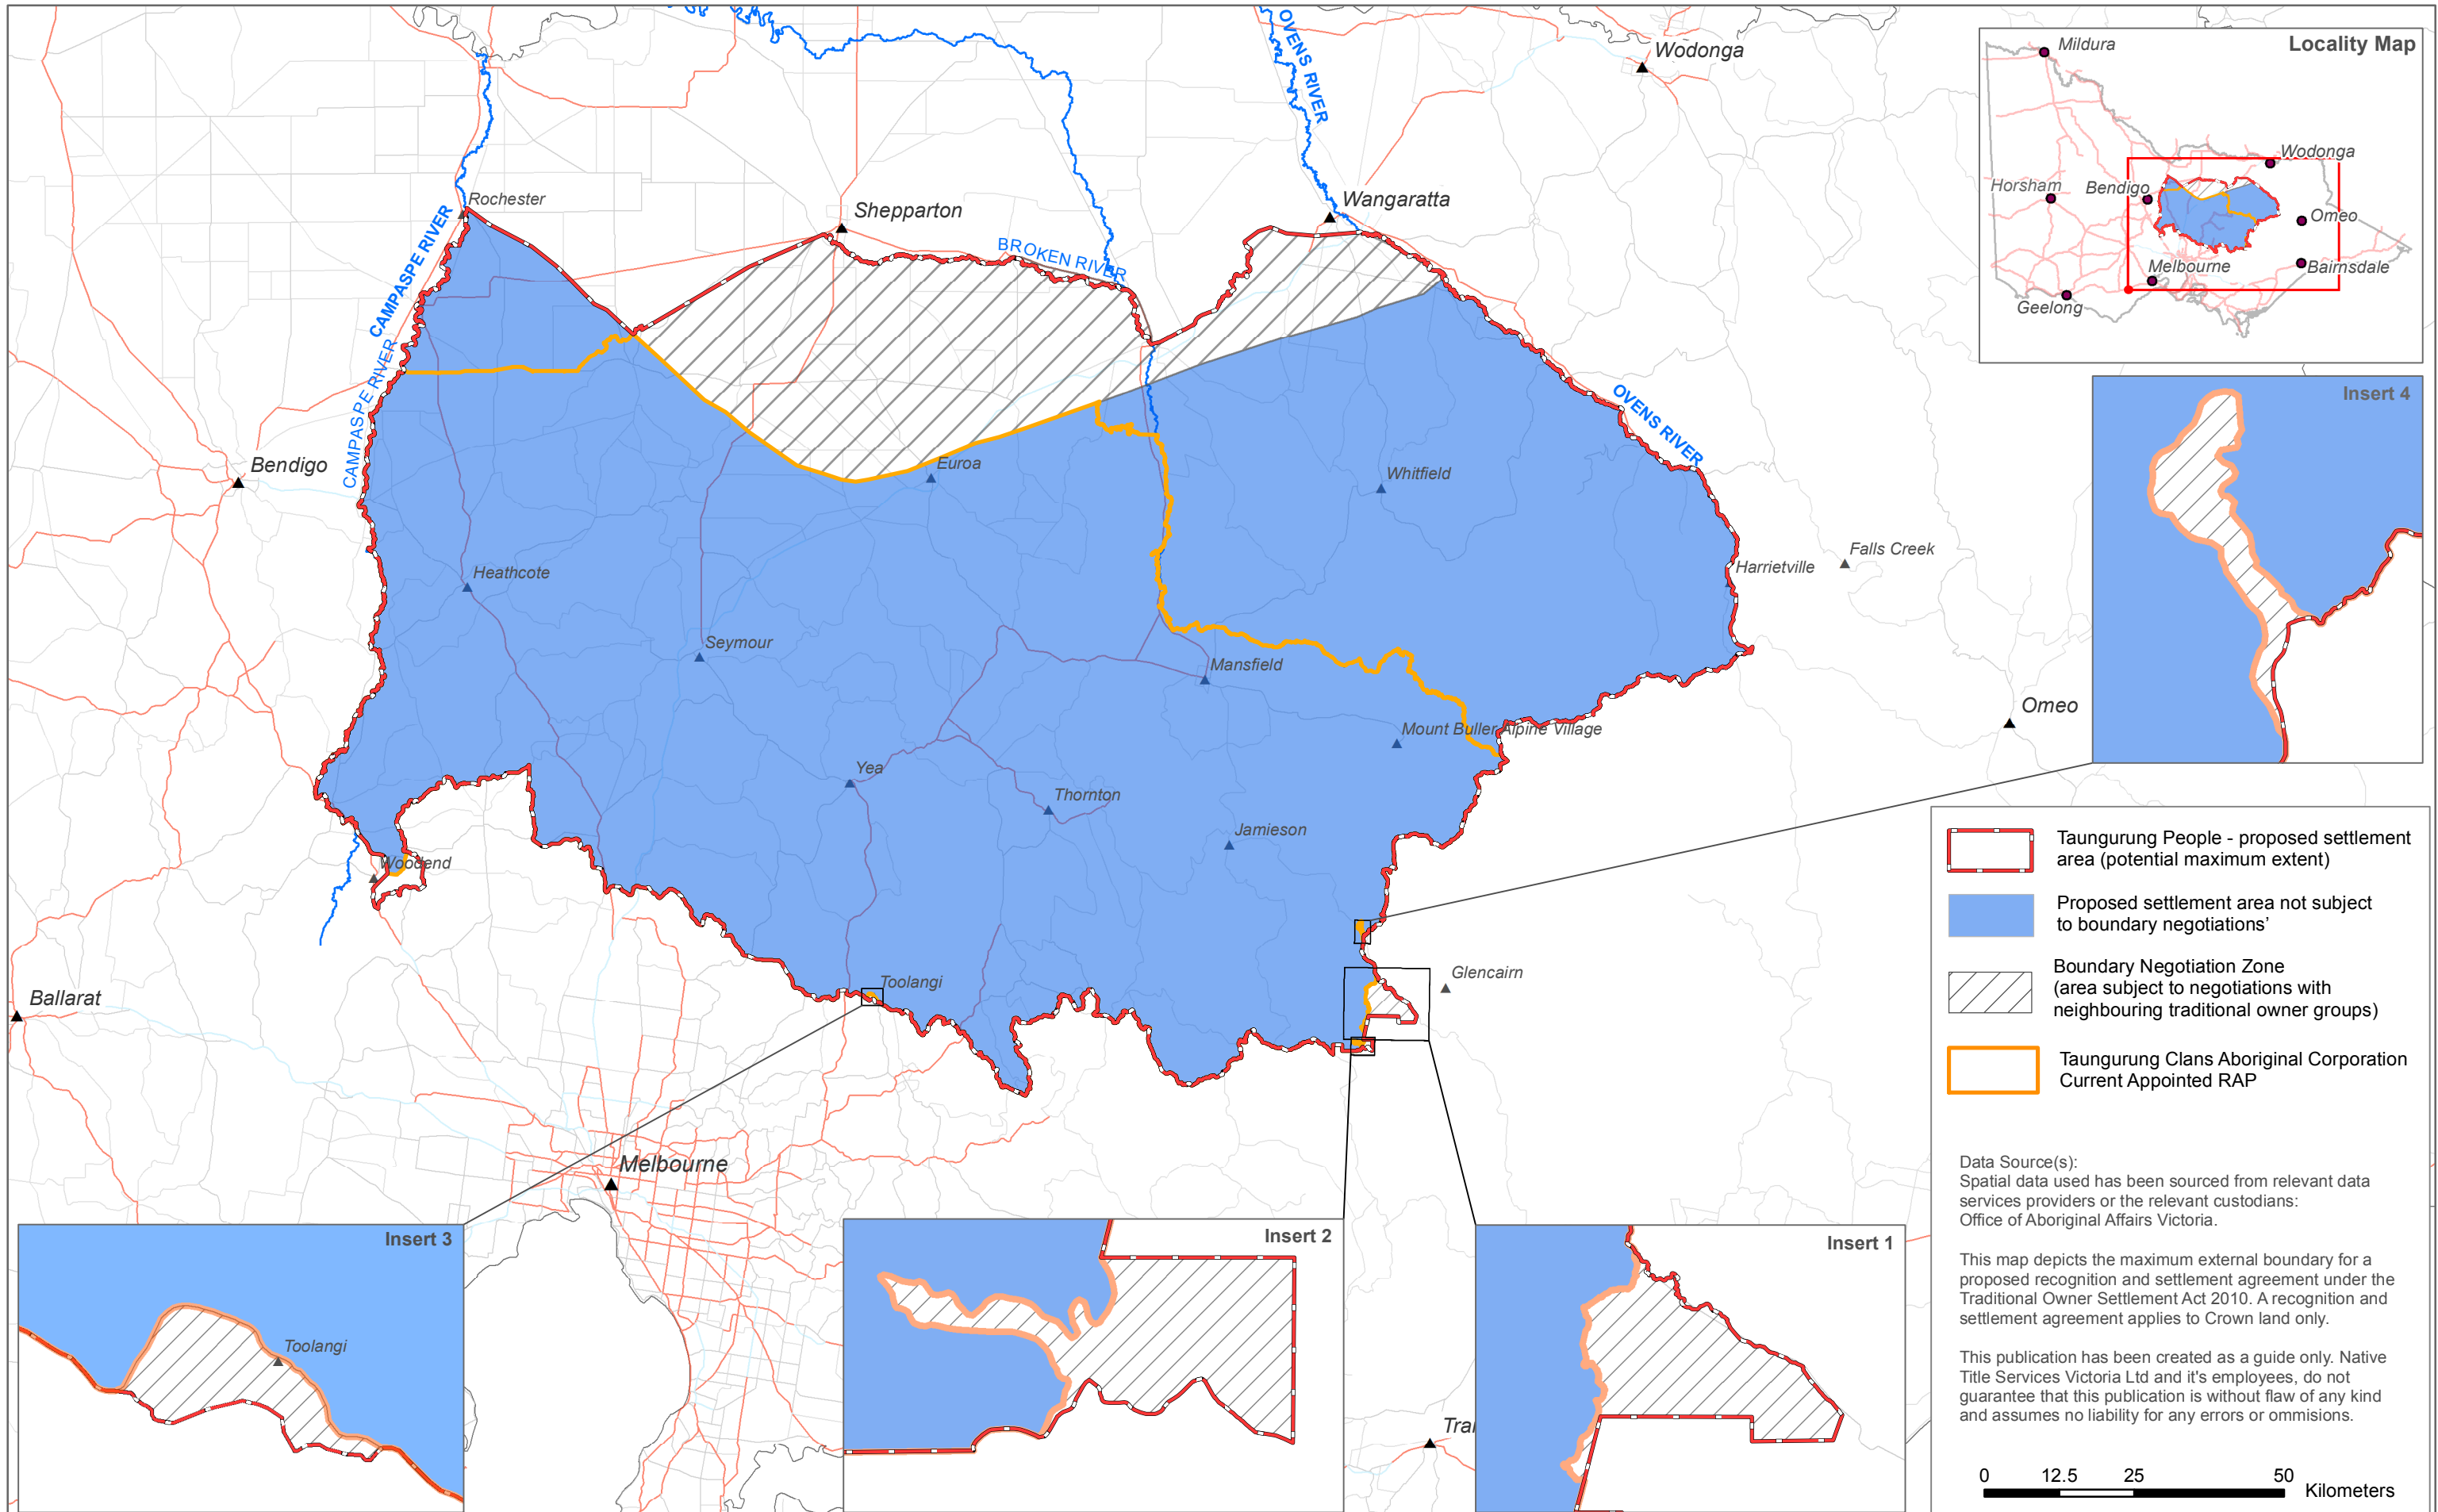 OVENS RIVER
Wodonga
Rochester
Shepparton
Wangaratta
CAMPASPE RIVER
BROKEN RIVER
CAMPASPE RIVER
OVENS RIVER
Bendigo
Euroa
Whitfield
Heathcote
Harrietville
Falls Creek
Seymour
Mansfield
Omeo
Mount Buller Alpine Village
Yea
Thornton
Jamieson
Woodend
Toolangi
Glencairn
Ballarat
Melbourne
Locality Map
Mildura
Wodonga
Horsham
Bendigo
Omeo
Melbourne
Bairnsdale
Geelong
Insert 4
Taungurung People - proposed settlement
area (potential maximum extent)
Proposed settlement area not subject
to boundary negotiations’
Boundary Negotiation Zone
(area subject to negotiations with
neighbouring traditional owner groups)
Taungurung Clans Aboriginal Corporation
Current Appointed RAP
Data Source(s):
Spatial data used has been sourced from relevant data
services providers or the relevant custodians:
Office of Aboriginal Affairs Victoria.
This map depicts the maximum external boundary for a
proposed recognition and settlement agreement under the
Traditional Owner Settlement Act 2010. A recognition and
settlement agreement applies to Crown land only.
This publication has been created as a guide only. Native
Title Services Victoria Ltd and it's employees, do not
guarantee that this publication is without flaw of any kind
and assumes no liability for any errors or ommisions.
0 12.5 25 50
Kilometers
Insert 3
Toolangi
Insert 2
Insert 1